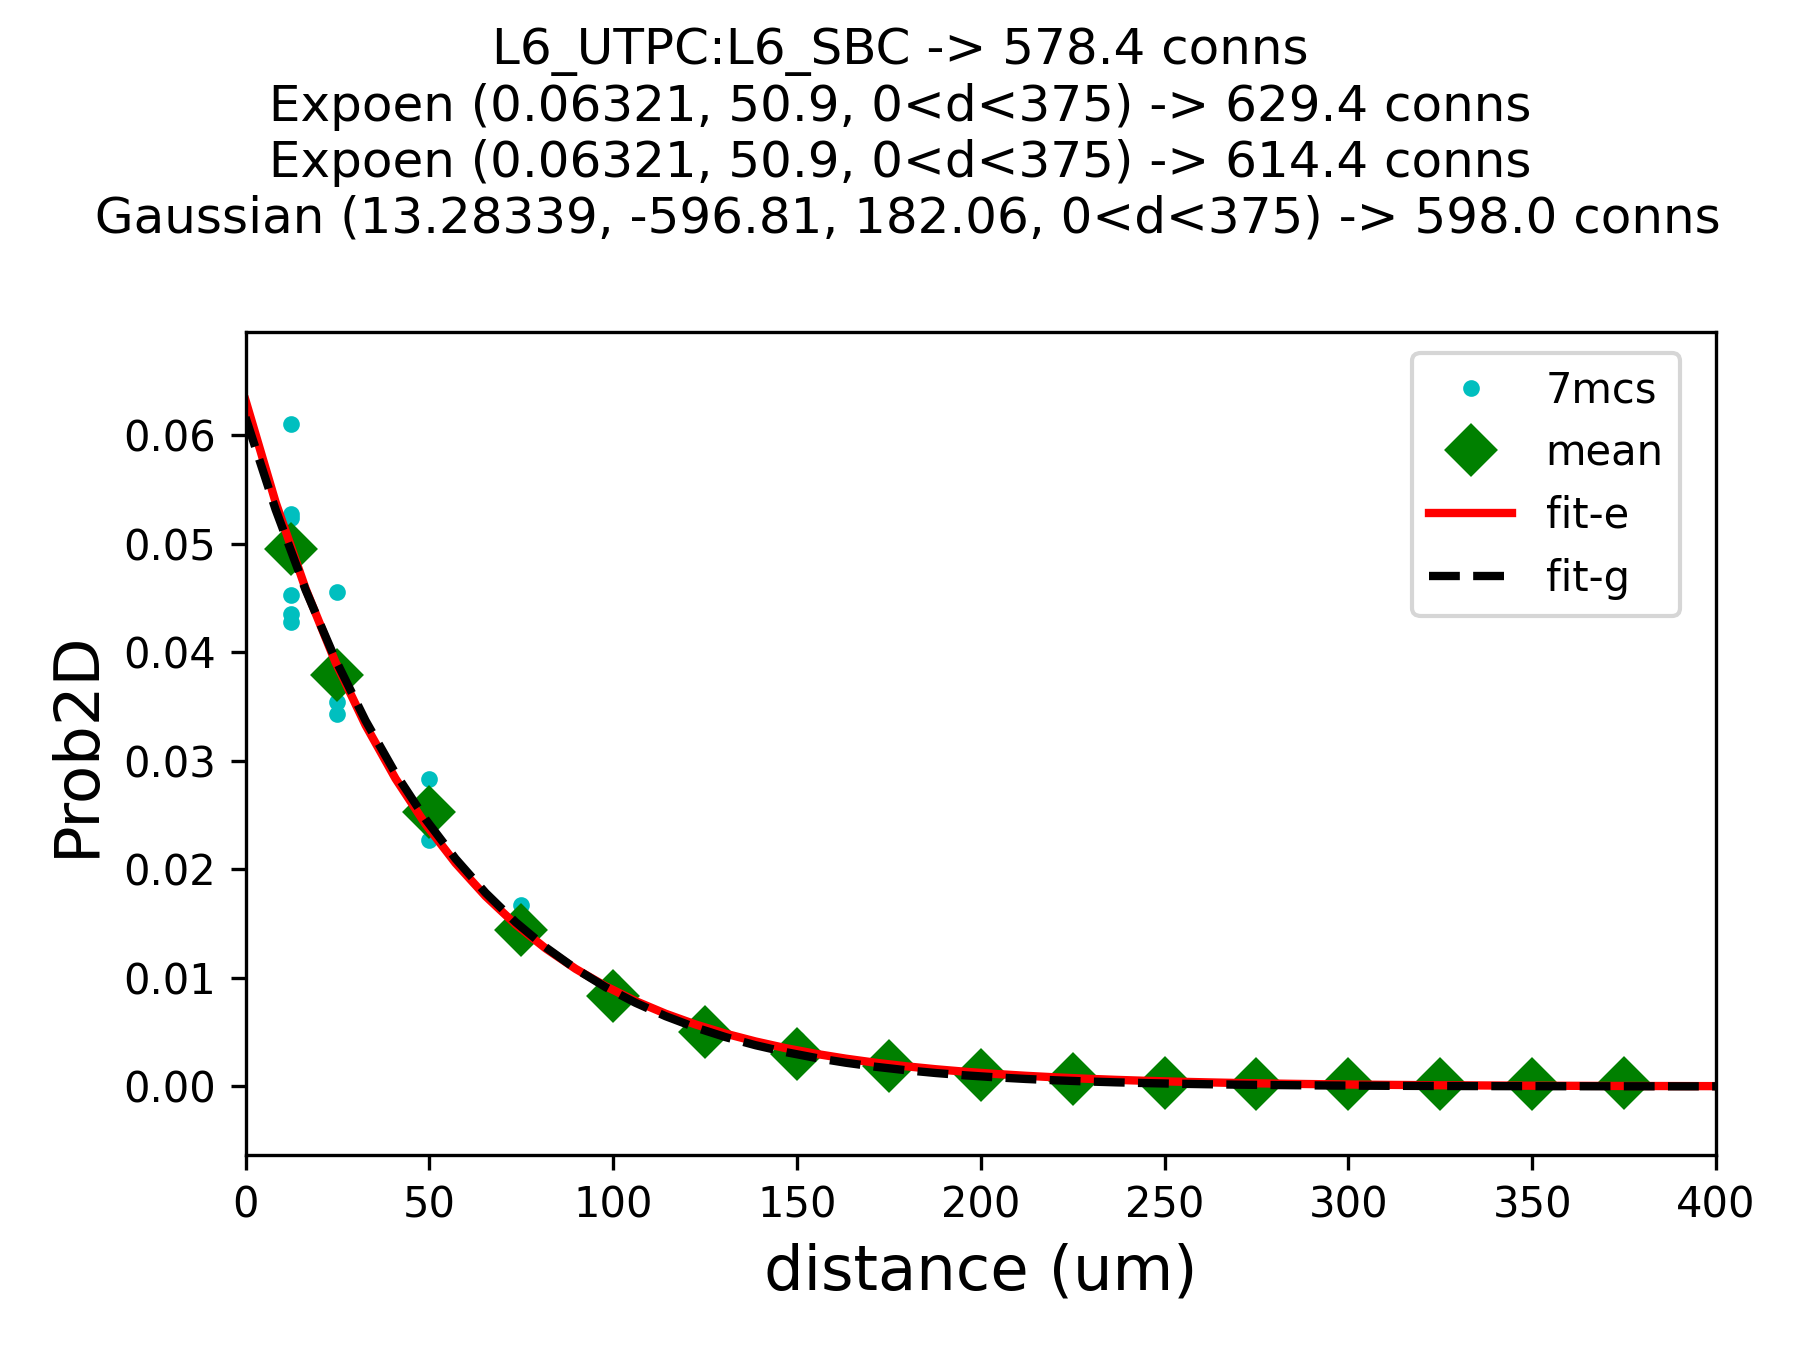 L6_UTPC:L6_SBC -> 578.4 conns
Expoen (0.06321, 50.9, 0<d<375) -> 629.4 conns
Expoen (0.06321, 50.9, 0<d<375) -> 614.4 conns
Gaussian (13.28339, -596.81, 182.06, 0<d<375) -> 598.0 conns
7mcs
mean
fit-e
fit-g
Prob2D
0.06
0.05
0.04
0.03
0.02
0.01
0.00
0 50 100 150 200 250 300 350 400
distance (um)